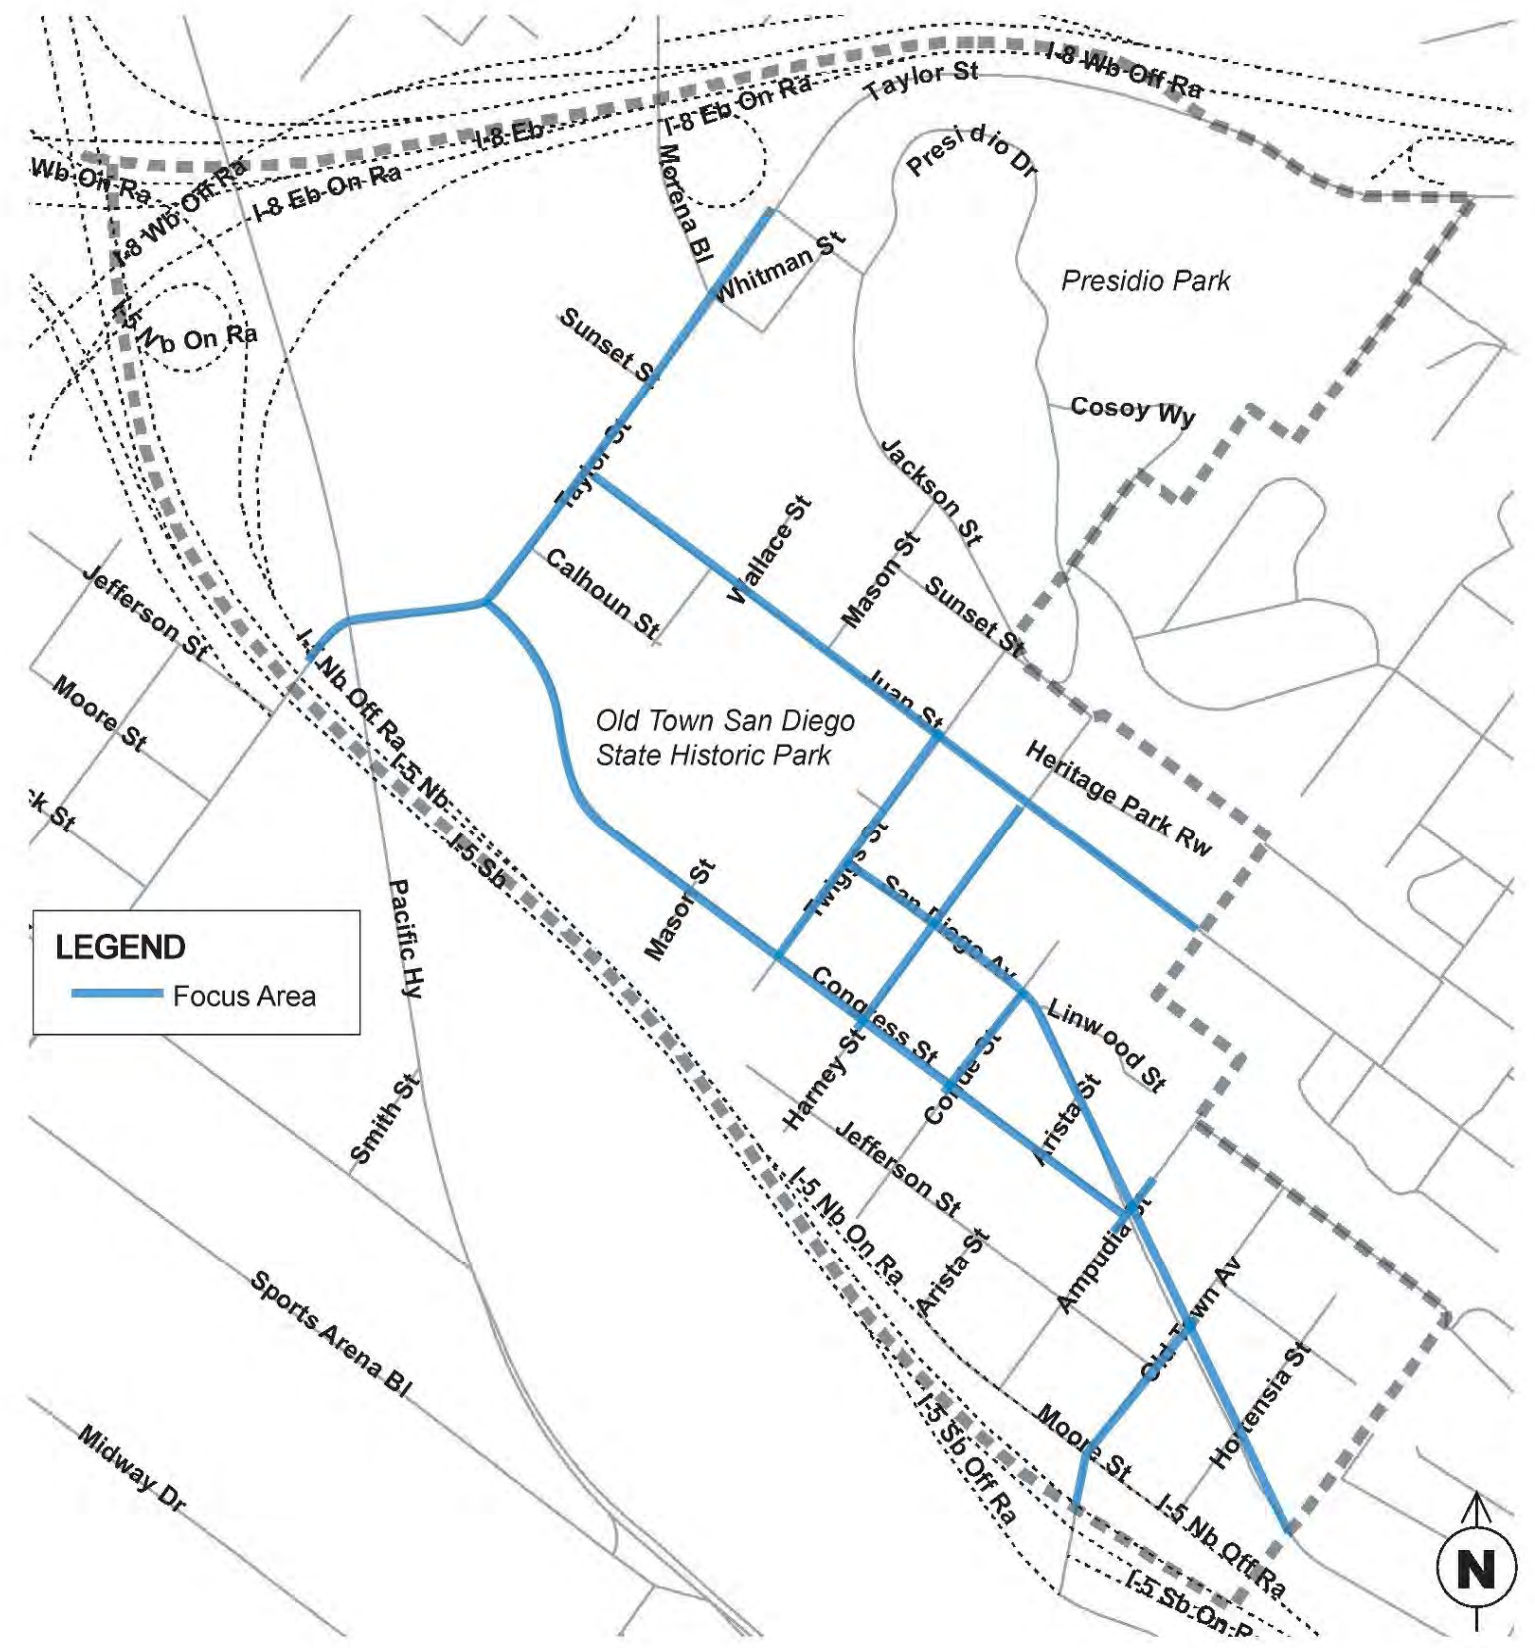 I-8 Wb Off Ra
Taylor St
I-8 Eb On Ra
I-8 Eb
Presidio Dr
Wb On Ra
I-8 Wb Off Ra
I-8 Eb On Ra
Morena Bl
Whitman St
Presidio Park
I-5 Nb On Ra
Sunset St
Cosoy Wy
Taylor St
Jackson St
Wallace St
Mason St
Calhoun St
Sunset St
Jefferson St
I-5 Nb Off Ra
Moore St
Juan St
Old Town San Diego
State Historic Park
Heritage Park Rw
I-5 Nb
ck St
I-5 Sb
Twiggs St
San Diego Av
Mason St
Pacific Hy
LEGEND
Focus Area
Congress St
Linwood St
Harney St
Conde St
Arista St
Smith St
Jefferson St
I-5 Nb On Ra
Arista St
Ampudia St
Old Town Av
Sports Arena Bl
Hortensia St
Moore St
I-5 Sb Off Ra
Midway Dr
I-5 Nb Off Ra
I-5 Sb On R
N